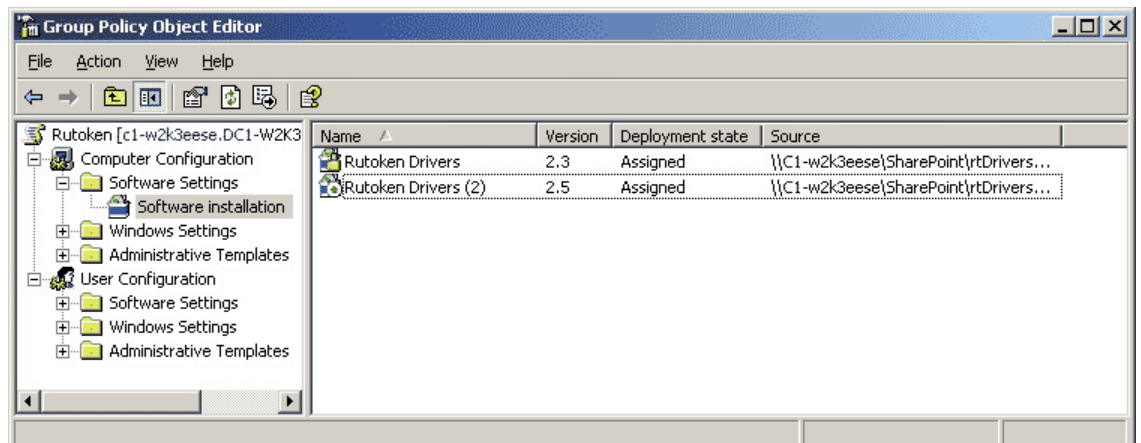 Group Policy Object Editor
File Action View Help
Rutoken [c1-w2k3eese.DC1-W2K3
Computer Configuration
Software Settings
Software installation
Windows Settings
Administrative Templates
User Configuration
Software Settings
Windows Settings
Administrative Templates
Name Version Deployment state Source
Rutoken Drivers 2.3 Assigned \\C1-w2k3eese\SharePoint\rtDrivers...
Rutoken Drivers (2) 2.5 Assigned \\C1-w2k3eese\SharePoint\rtDrivers...